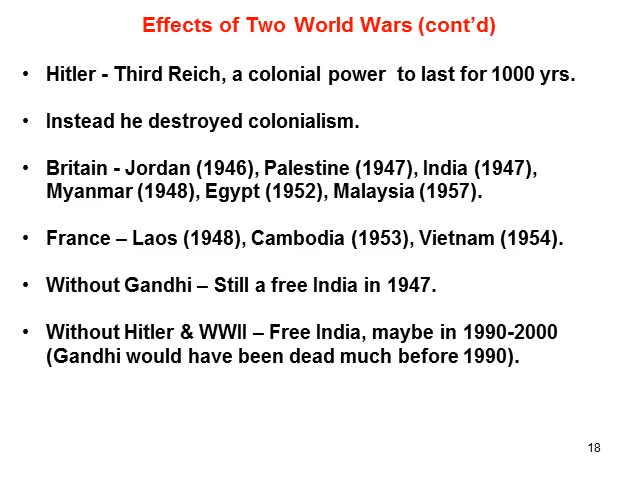 Effects of Two World Wars (cont’d)
• Hitler - Third Reich, a colonial power  to last for 1000 yrs.
• Instead he destroyed colonialism.
• Britain - Jordan (1946), Palestine (1947), India (1947),
Myanmar (1948), Egypt (1952), Malaysia (1957).
• France – Laos (1948), Cambodia (1953), Vietnam (1954).
• Without Gandhi – Still a free India in 1947.
• Without Hitler & WWII – Free India, maybe in 1990-2000
(Gandhi would have been dead much before 1990).
18